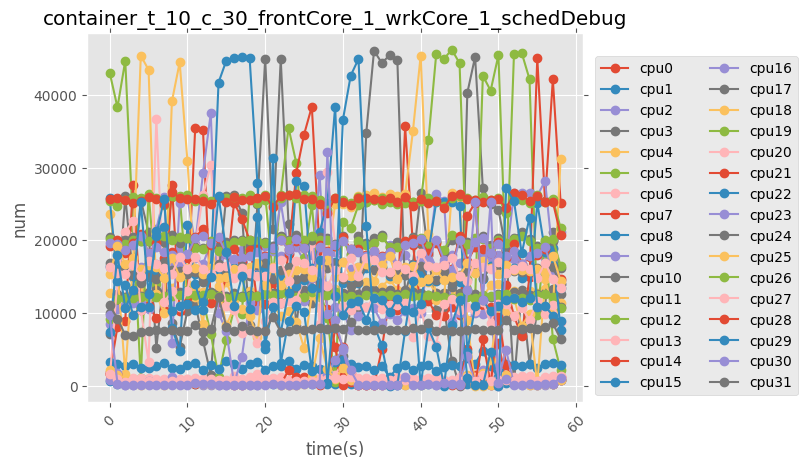 container_t_10_c_30_frontCore_1_wrkCore_1_schedDebug
num
40000
30000
20000
10000
0
0
10
20
30
40
50
60
time(s)
cpu0
cpu1
cpu2
cpu3
cpu4
cpu5
cpu6
cpu7
cpu8
cpu9
cpu10
cpu11
cpu12
cpu13
cpu14
cpu15
cpu16
cpu17
cpu18
cpu19
cpu20
cpu21
cpu22
cpu23
cpu24
cpu25
cpu26
cpu27
cpu28
cpu29
cpu30
cpu31